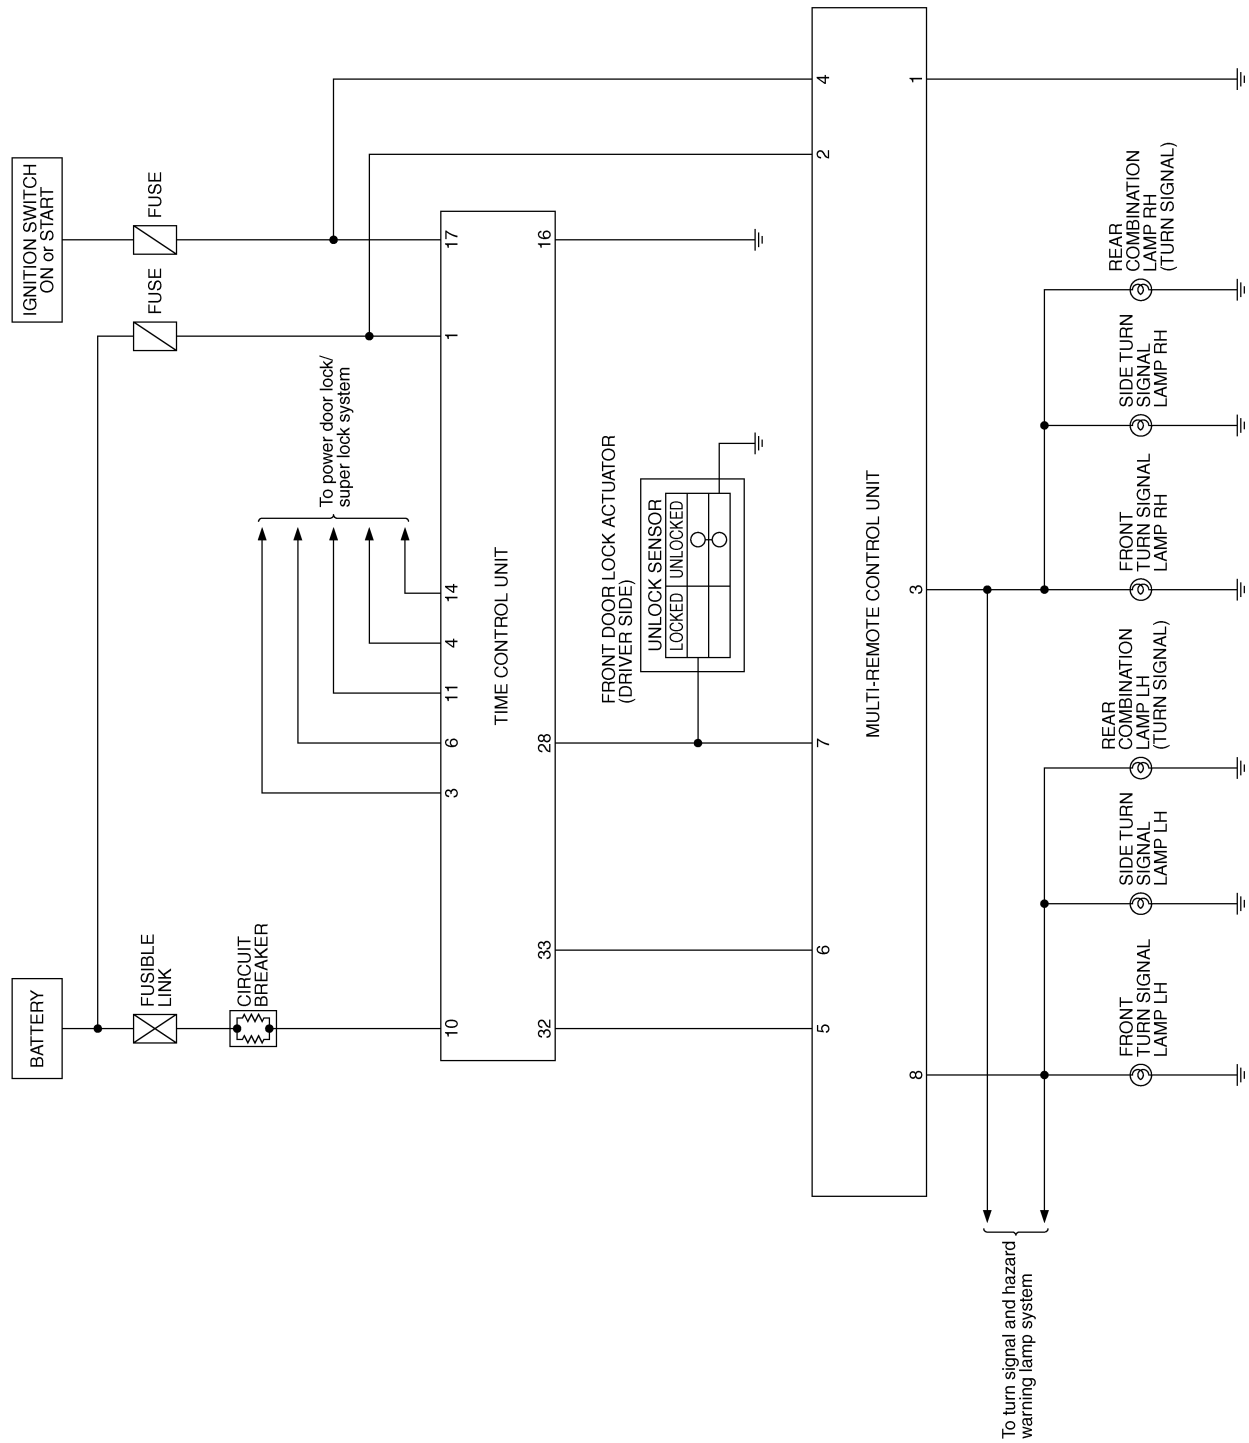 BATTERY
IGNITION SWITCH
ON or START
FUSIBLE
LINK
FUSE
FUSE
CIRCUIT
BREAKER
To power door lock/
super lock system
10
3
6
11
4
14
1
17
TIME CONTROL UNIT
32
33
28
16
FRONT DOOR LOCK ACTUATOR
(DRIVER SIDE)
UNLOCK SENSOR
LOCKED
UNLOCKED
5
6
7
2
4
MULTI-REMOTE CONTROL UNIT
8
3
1
To turn signal and hazard
warning lamp system
FRONT
TURN SIGNAL
LAMP LH
SIDE TURN
SIGNAL
LAMP LH
REAR
COMBINATION
LAMP LH
(TURN SIGNAL)
FRONT
TURN SIGNAL
LAMP RH
SIDE TURN
SIGNAL
LAMP RH
REAR
COMBINATION
LAMP RH
(TURN SIGNAL)